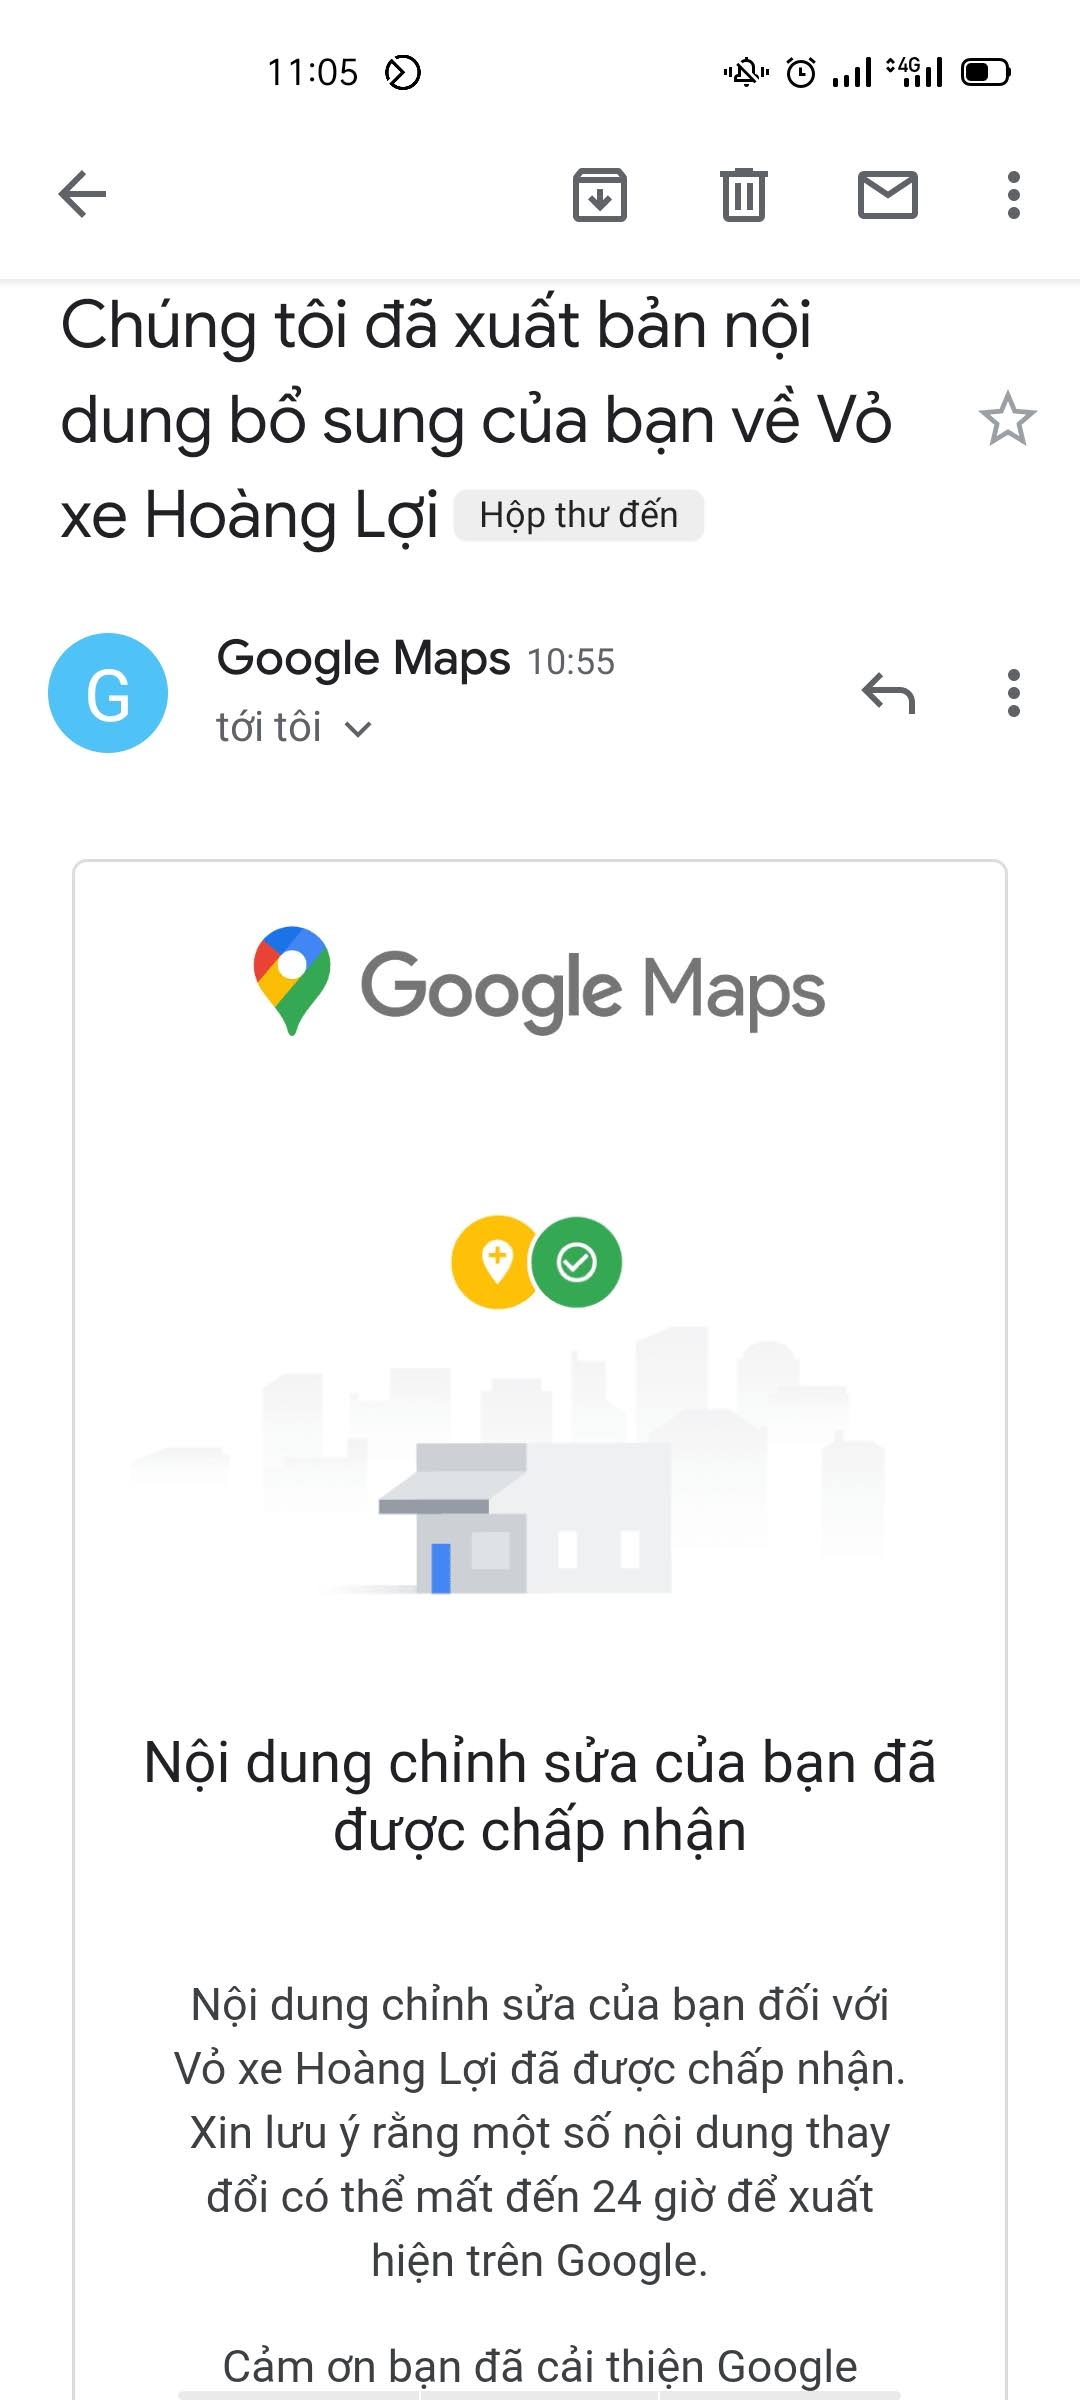 11:05
4G
Chúng tôi đã xuất bản nội
dung bổ sung của bạn về Vỏ
xe Hoàng Lợi Hộp thư đến
G
Google Maps 10:55
tới tôi
Google Maps
Nội dung chỉnh sửa của bạn đã
được chấp nhận
Nội dung chỉnh sửa của bạn đối với
Vỏ xe Hoàng Lợi đã được chấp nhận.
Xin lưu ý rằng một số nội dung thay
đổi có thể mất đến 24 giờ để xuất
hiện trên Google.
Cảm ơn bạn đã cải thiện Google